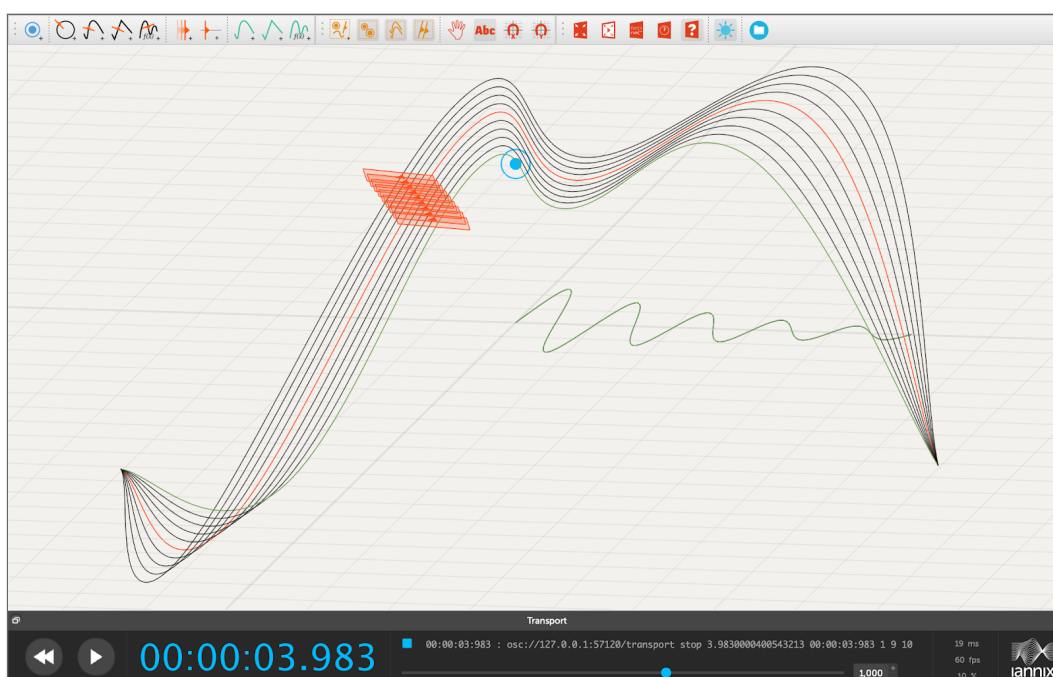 f(x)
Abc
f(x)
?
Transport
00:00:03.983
00:00:03:983 : osc://127.0.0.1:57120/transport stop 3.9830000400543213 00:00:03:983 1 9 10
1,000
19 ms
60 fps
10 %
iannix